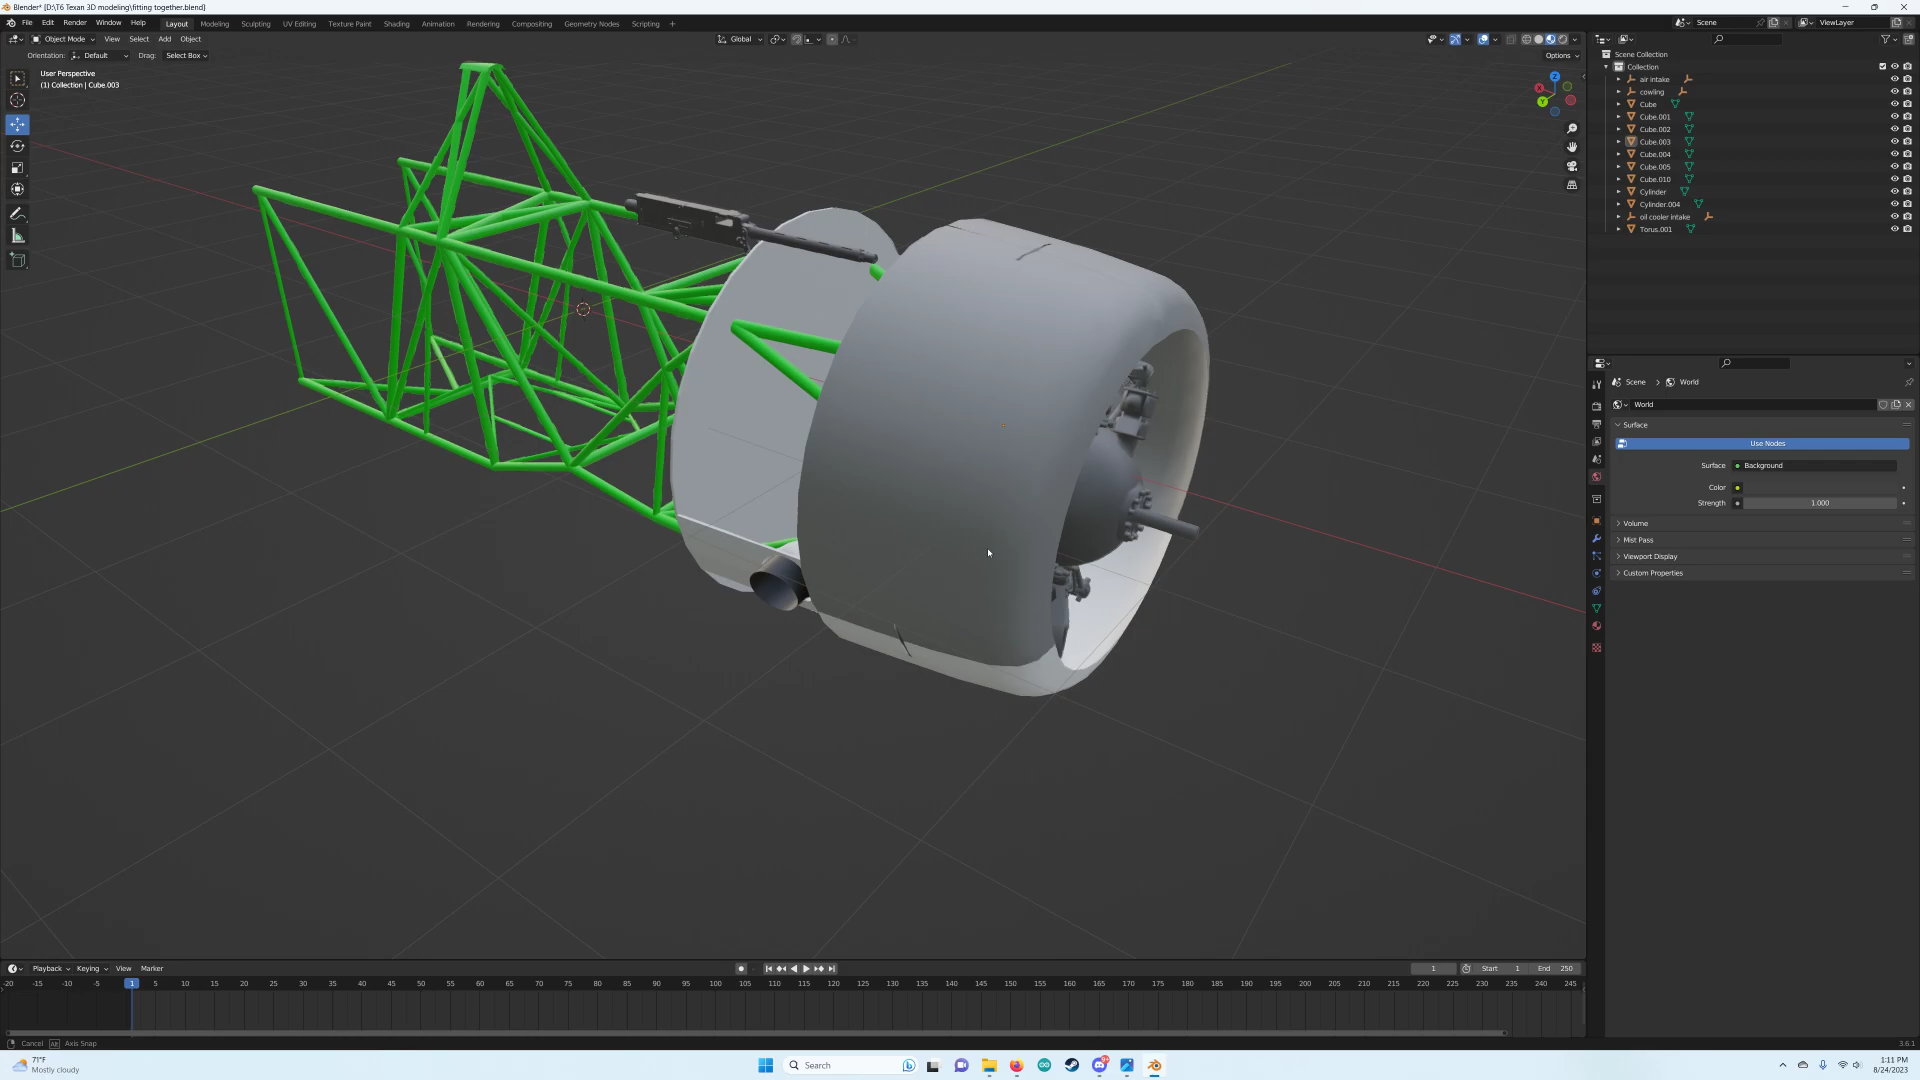 Blender* [D:\T6 Texan 3D modeling\fitting together.blend]
File Edit Render Window Help Layout Modeling Sculpting UV Editing Texture Paint Shading Animation Rendering Compositing Geometry Nodes Scripting + Scene ViewLayer
Object Mode View Select Add Object Global
Orientation: Default Drag: Select Box Options
User Perspective
(1) Collection | Cube.003
Z
X
Y
Scene Collection
Collection
air intake
cowling
Cube
Cube.001
Cube.002
Cube.003
Cube.004
Cube.005
Cube.010
Cylinder
Cylinder.004
oil cooler intake
Torus.001
Scene > World
World
Surface
Use Nodes
Surface Background
Color
Strength 1.000
Volume
Mist Pass
Viewport Display
Custom Properties
Playback Keying View Marker 1 Start 1 End 250
-20 -15 -10 -5 1 5 10 15 20 25 30 35 40 45 50 55 60 65 70 75 80 85 90 95 100 105 110 115 120 125 130 135 140 145 150 155 160 165 170 175 180 185 190 195 200 205 210 215 220 225 230 235 240 245
Cancel Alt Axis Snap 3.6.1
71°F
Mostly cloudy
Search
1:11 PM
8/24/2023